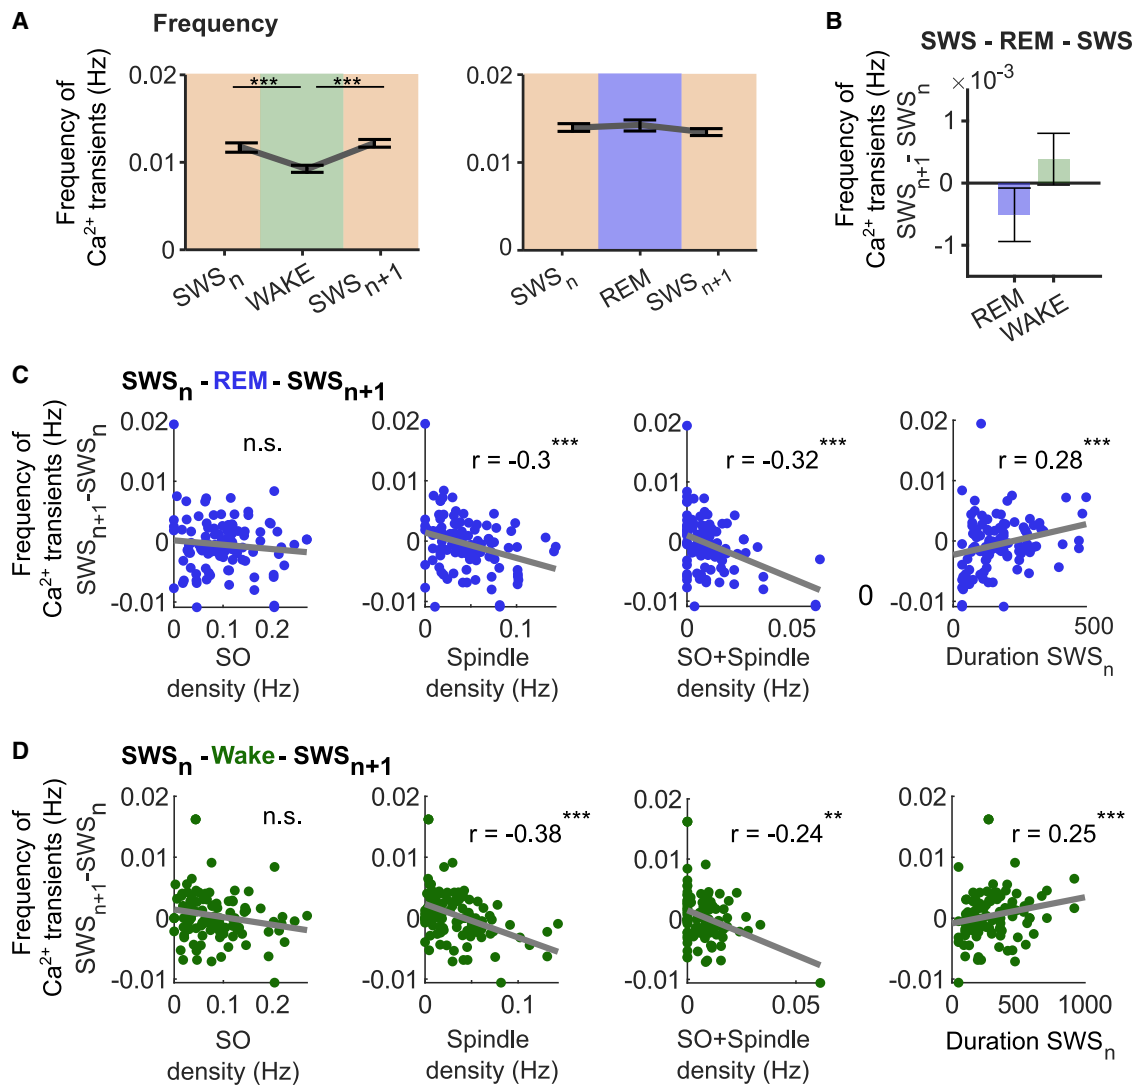 A
Frequency
Frequency of
Ca²⁺ transients (Hz)
0.02
0.01
0
***
***
SWSₙ
WAKE
SWSₙ₊₁
0.02
0.01
0
SWSₙ
REM
SWSₙ₊₁
B
SWS - REM - SWS
Frequency of
Ca²⁺ transients (Hz)
SWSₙ₊₁ - SWSₙ
× 10⁻³
1
0
-1
REM
WAKE
C
SWSₙ - REM - SWSₙ₊₁
Frequency of
Ca²⁺ transients (Hz)
SWSₙ₊₁-SWSₙ
0.02
0.01
0
-0.01
n.s.
0 0.1 0.2
SO
density (Hz)
0.02
0.01
0
-0.01
r = -0.3 ***
0 0.1
Spindle
density (Hz)
0.02
0.01
0
-0.01
r = -0.32 ***
0 0.05
SO+Spindle
density (Hz)
0
0.02
0.01
0
-0.01
r = 0.28 ***
0 500
Duration SWSₙ
D
SWSₙ - Wake - SWSₙ₊₁
Frequency of
Ca²⁺ transients (Hz)
SWSₙ₊₁-SWSₙ
0.02
0.01
0
-0.01
n.s.
0 0.1 0.2
SO
density (Hz)
0.02
0.01
0
-0.01
r = -0.38 ***
0 0.1
Spindle
density (Hz)
0.02
0.01
0
-0.01
r = -0.24 **
0 0.05
SO+Spindle
density (Hz)
0.02
0.01
0
-0.01
r = 0.25 ***
0 500 1000
Duration SWSₙ